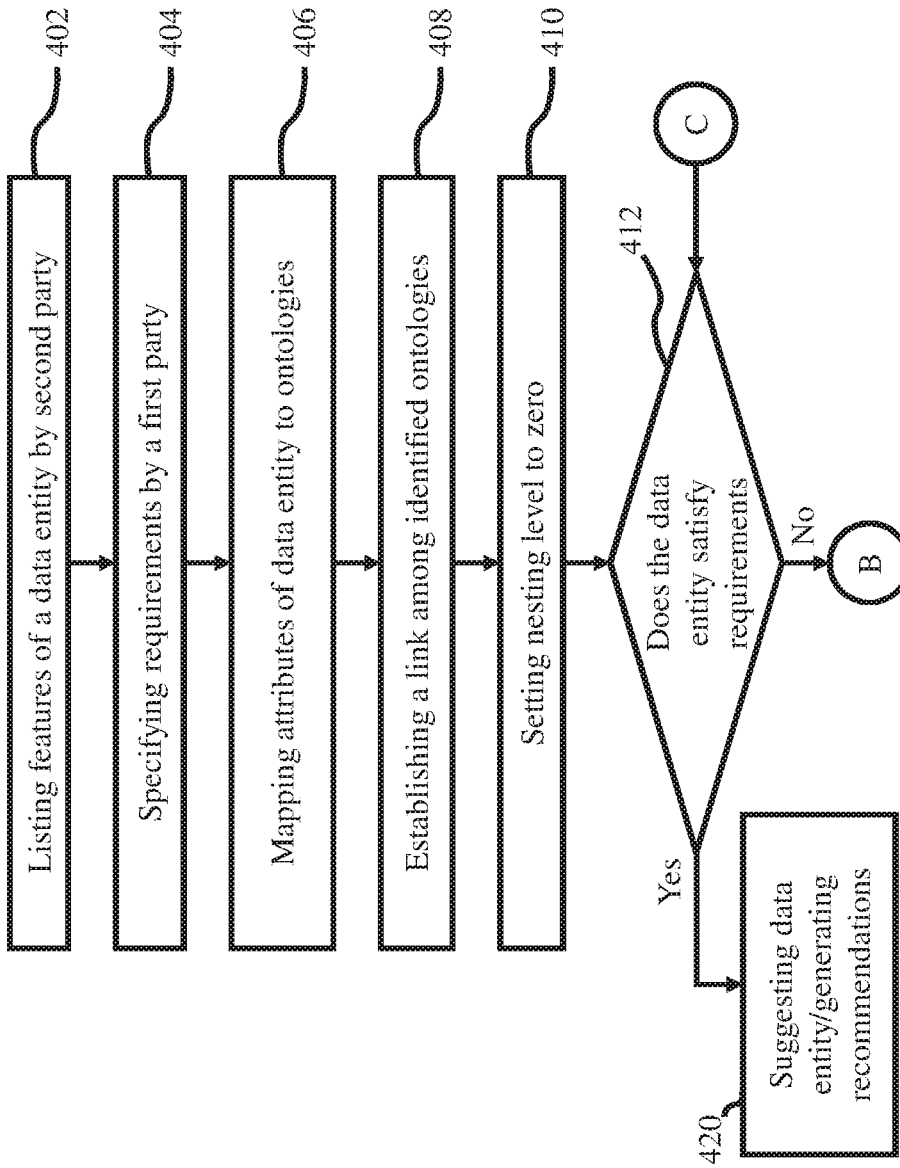 Listing features of a data entity by second party
402
Specifying requirements by a first party
404
Mapping attributes of data entity to ontologies
406
Establishing a link among identified ontologies
408
Setting nesting level to zero
410
412
Does the data
entity satisfy
requirements
C
Yes
No
B
Suggesting data
entity/generating
recommendations
420